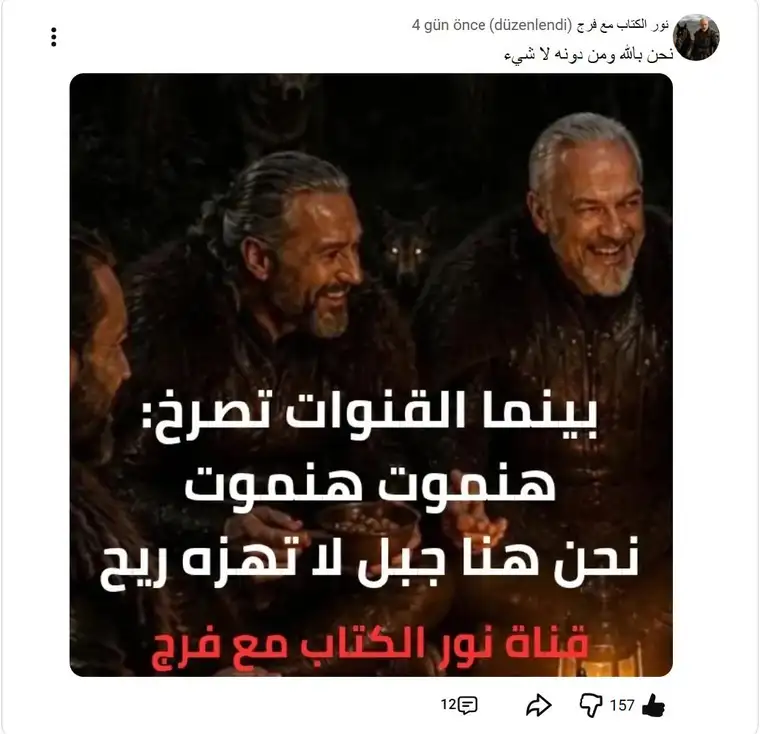 نور الكتاب مع فرج 4 gün önce (düzenlendi)
نحن بالله ومن دونه لا شيء
بينما القنوات تصرخ:
هنموت هنموت
نحن هنا جبل لا تهزه ريح
قناة نور الكتاب مع فرج
157
12